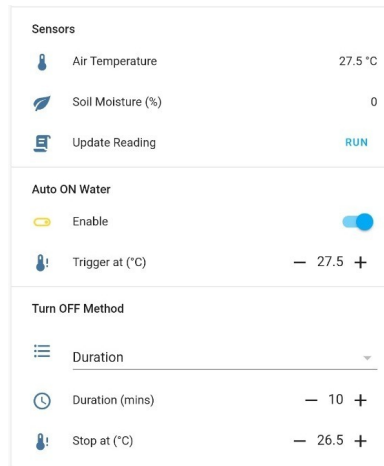 Sensors
Air Temperature 27.5 °C
Soil Moisture (%) 0
Update Reading RUN
Auto ON Water
Enable
Trigger at (°C) — 27.5 +
Turn OFF Method
Duration
Duration (mins) — 10 +
Stop at (°C) — 26.5 +